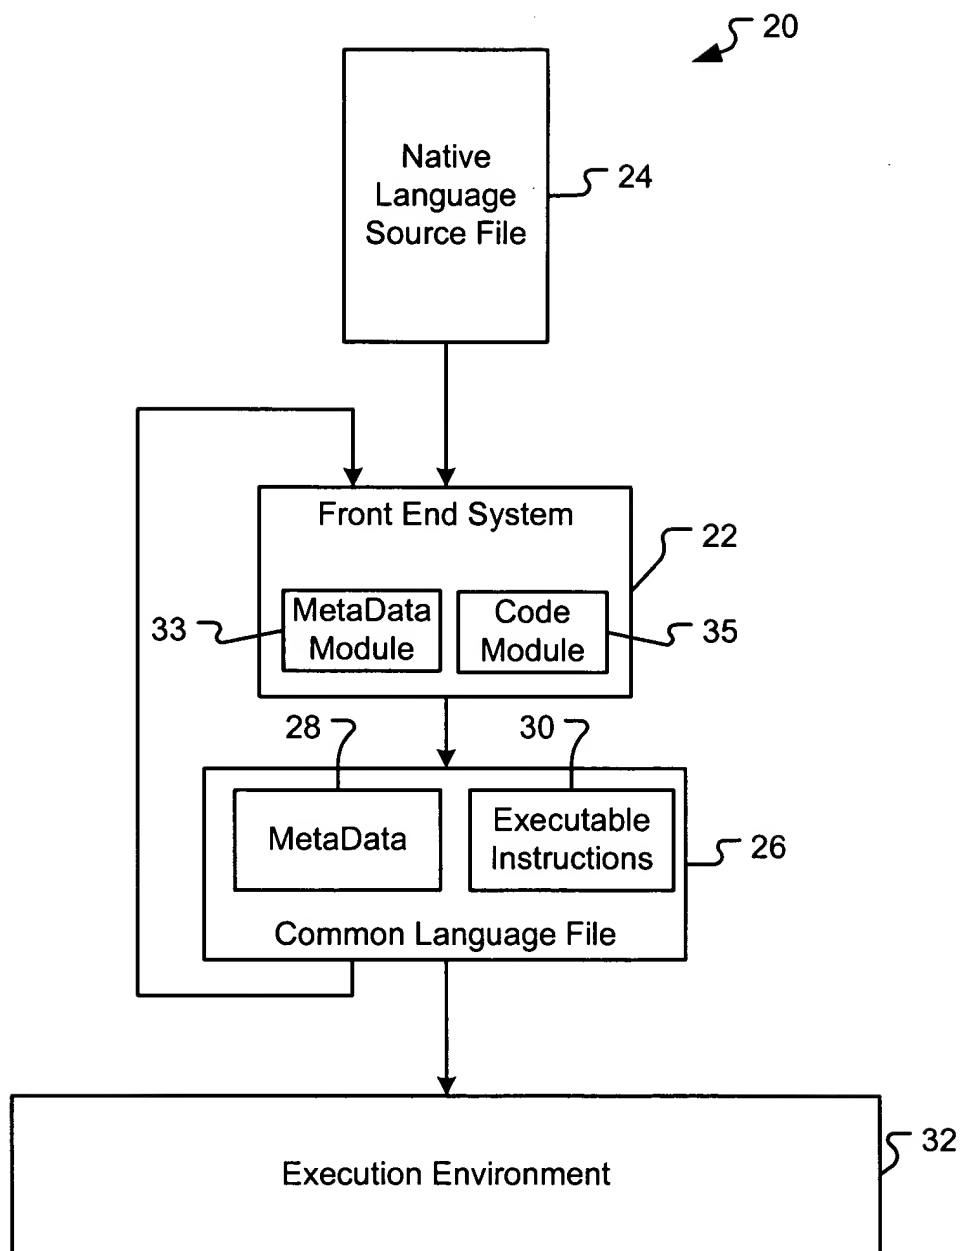 20
Native
Language
Source File
24
Front End System
22
MetaData
Module
Code
Module
33
35
28
30
MetaData
Executable
Instructions
26
Common Language File
Execution Environment
32